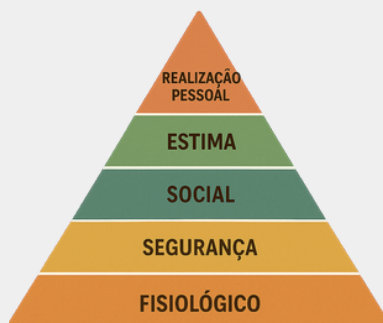 REALIZAÇÃO
PESSOAL
ESTIMA
SOCIAL
SEGURANÇA
FISIOLÓGICO